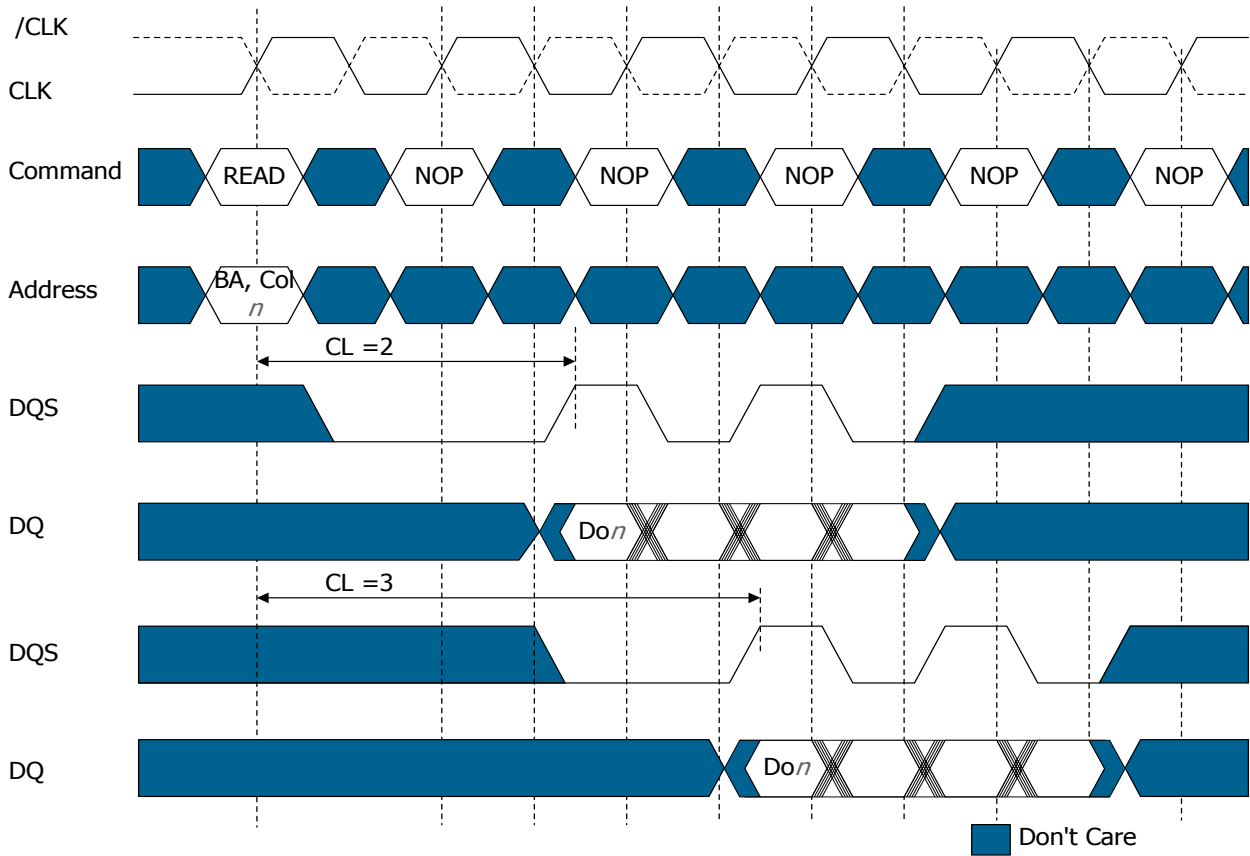 /CLK
CLK
Command READ NOP NOP NOP NOP NOP
Address BA, Col
n
CL =2
DQS
DQ Don
CL =3
DQS
DQ Don
Don't Care